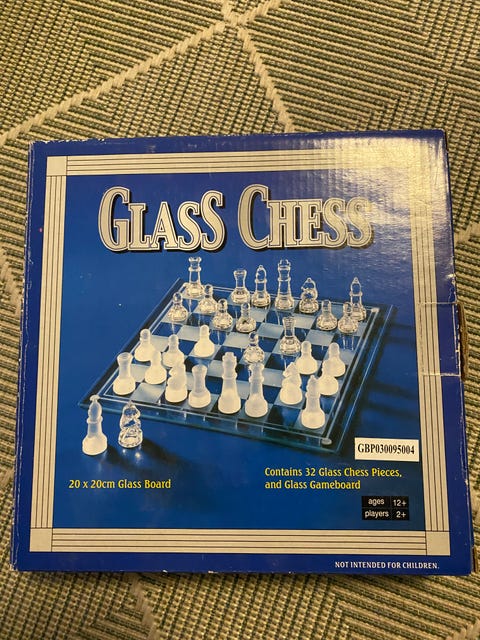 GLASS CHESS
GBP030095004
20 x 20cm Glass Board
Contains 32 Glass Chess Pieces,
and Glass Gameboard
ages 12+
players 2+
NOT INTENDED FOR CHILDREN.